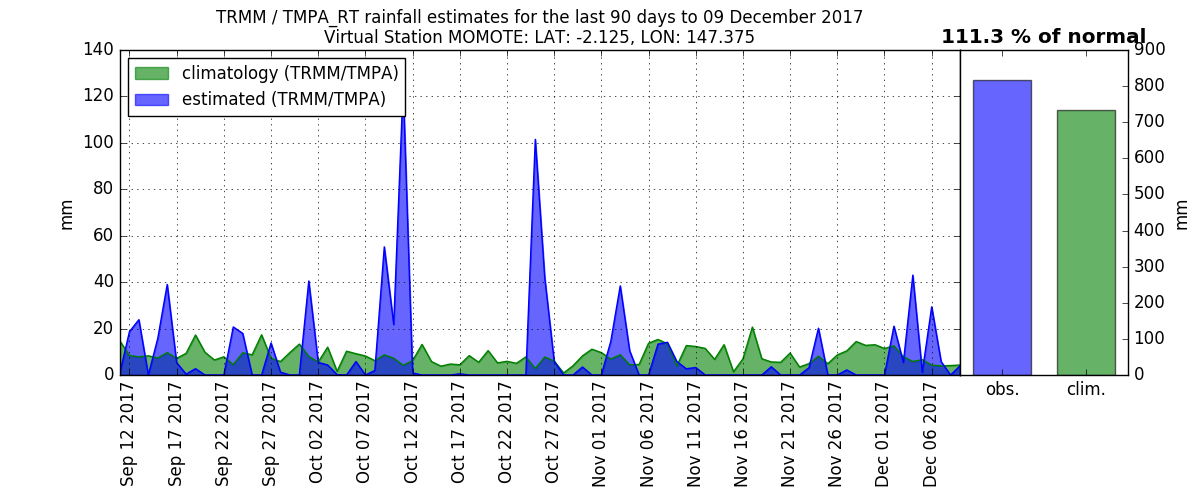 TRMM / TMPA_RT rainfall estimates for the last 90 days to 09 December 2017
Virtual Station MOMOTE: LAT: -2.125, LON: 147.375
111.3 % of normal
climatology (TRMM/TMPA)
estimated (TRMM/TMPA)
mm
140
120
100
80
60
40
20
0
Sep 12 2017
Sep 17 2017
Sep 22 2017
Sep 27 2017
Oct 02 2017
Oct 07 2017
Oct 12 2017
Oct 17 2017
Oct 22 2017
Oct 27 2017
Nov 01 2017
Nov 06 2017
Nov 11 2017
Nov 16 2017
Nov 21 2017
Nov 26 2017
Dec 01 2017
Dec 06 2017
obs.
clim.
900
800
700
600
500
400
300
200
100
0
mm